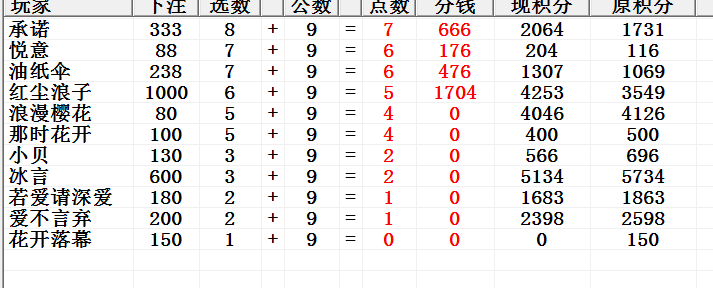 玩家 下注 选数 公数 点数 分钱 现积分 原积分
承诺 333 8 + 9 = 7 666 2064 1731
悦意 88 7 + 9 = 6 176 204 116
油纸伞 238 7 + 9 = 6 476 1307 1069
红尘浪子 1000 6 + 9 = 5 1704 4253 3549
浪漫樱花 80 5 + 9 = 4 0 4046 4126
那时花开 100 5 + 9 = 4 0 400 500
小贝 130 3 + 9 = 2 0 566 696
冰言 600 3 + 9 = 2 0 5134 5734
若爱请深爱 180 2 + 9 = 1 0 1683 1863
爱不言弃 200 2 + 9 = 1 0 2398 2598
花开落幕 150 1 + 9 = 0 0 0 150